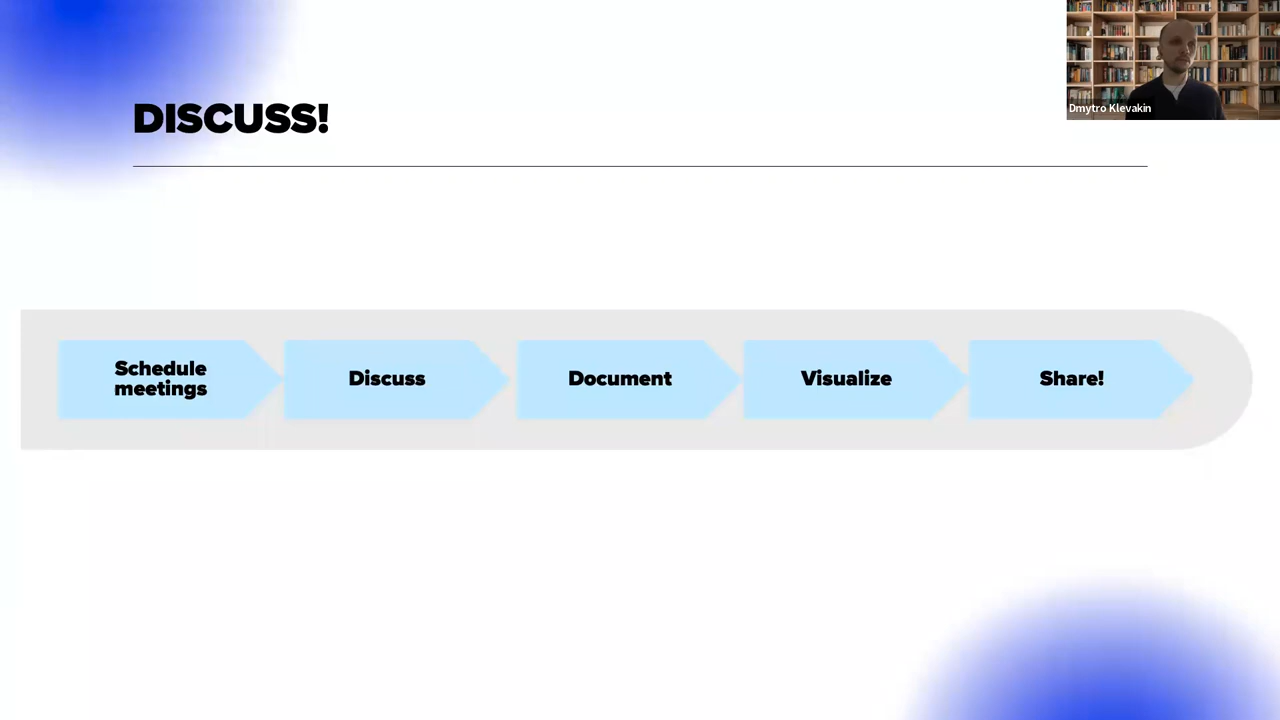 DISCUSS!
Dmytro Klevakin
Schedule
meetings
Discuss
Document
Visualize
Share!